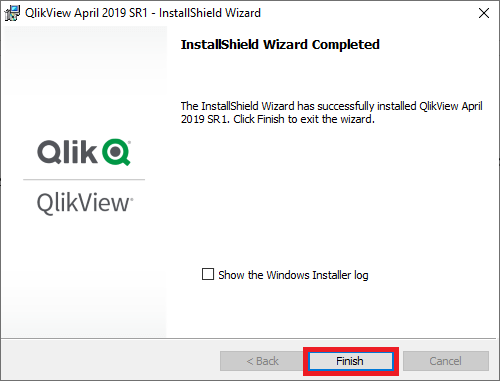 QlikView April 2019 SR1 - InstallShield Wizard
InstallShield Wizard Completed
The InstallShield Wizard has successfully installed QlikView April
2019 SR1. Click Finish to exit the wizard.
Qlik
QlikView®
Show the Windows Installer log
< Back
Finish
Cancel